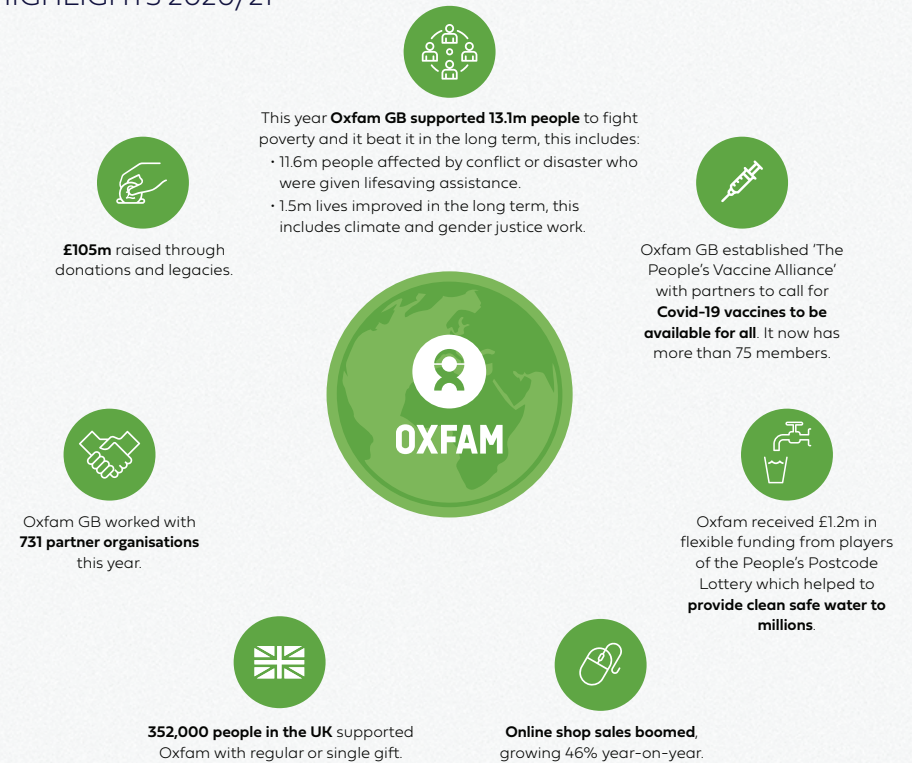 HIGHLIGHTS 2020/21
This year Oxfam GB supported 13.1m people to fight
poverty and it beat it in the long term, this includes:
• 11.6m people affected by conflict or disaster who
were given lifesaving assistance.
• 1.5m lives improved in the long term, this
includes climate and gender justice work.
£105m raised through
donations and legacies.
Oxfam GB established ‘The
People’s Vaccine Alliance’
with partners to call for
Covid-19 vaccines to be
available for all. It now has
more than 75 members.
OXFAM
Oxfam GB worked with
731 partner organisations
this year.
Oxfam received £1.2m in
flexible funding from players
of the People’s Postcode
Lottery which helped to
provide clean safe water to
millions.
352,000 people in the UK supported
Oxfam with regular or single gift.
Online shop sales boomed,
growing 46% year-on-year.